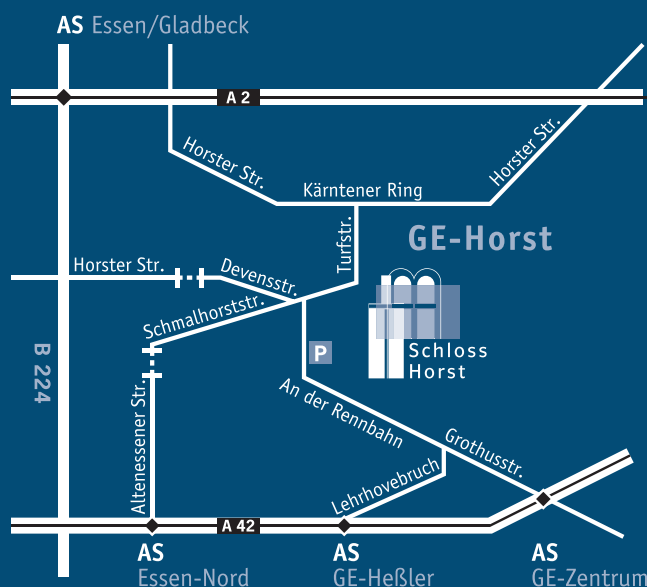 AS Essen/Gladbeck
A 2
Horster Str.
Horster Str.
Kärntener Ring
Turfstr.
GE-Horst
Horster Str.
Devensstr.
Schmalhorststr.
B 224
P
Schloss
Horst
An der Rennbahn
Altenessener Str.
Grothusstr.
Lehrhovebruch
A 42
AS
Essen-Nord
AS
GE-Heßler
AS
GE-Zentrum